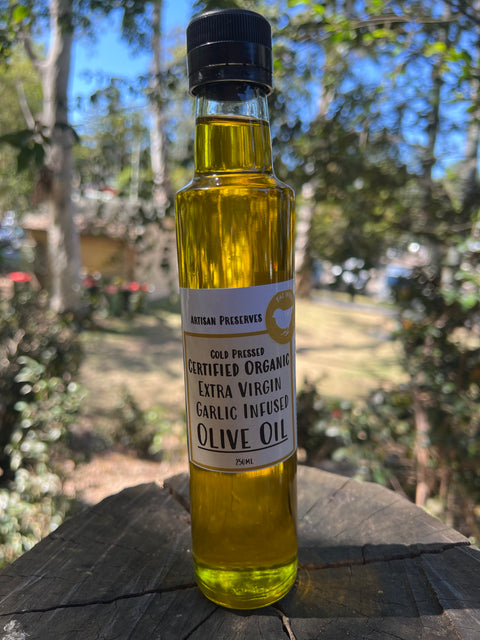 Artisan Preserves
Cold Pressed
Certified Organic
Extra Virgin
Garlic Infused
Olive Oil
250ml